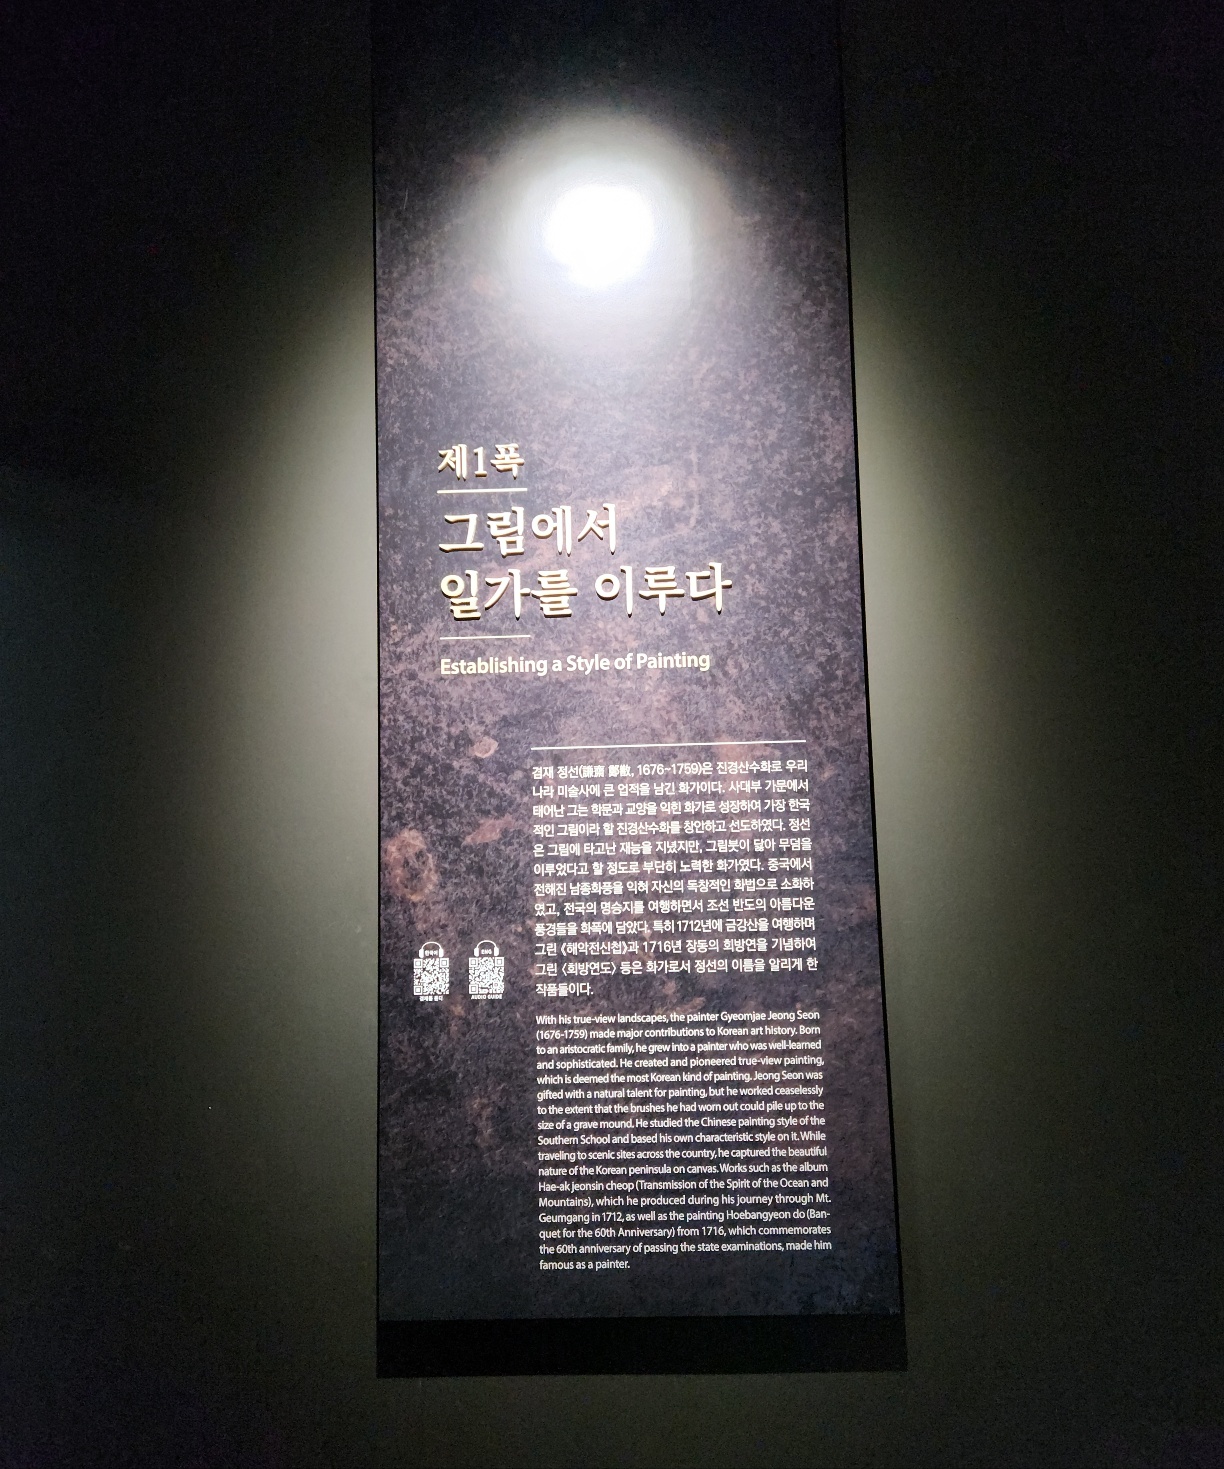 제1폭
그림에서
일가를 이루다
Establishing a Style of Painting
겸재 정선(謙齋 鄭敾, 1676~1759)은 진경산수화로 우리
나라 미술사에 큰 업적을 남긴 화가이다. 사대부 가문에서
태어난 그는 학문과 교양을 익힌 화가로 성장하여 가장 한국
적인 그림이라 할 진경산수화를 창안하고 선도하였다. 정선
은 그림에 타고난 재능을 지녔지만, 그림붓이 닳아 무덤을
이루었다고 할 정도로 부단히 노력한 화가였다. 중국에서
전해진 남종화풍을 익혀 자신의 독창적인 화법으로 소화하
였고, 전국의 명승지를 여행하면서 조선 반도의 아름다운
풍경들을 화폭에 담았다. 특히 1712년에 금강산을 여행하며
그린 《해악전신첩》과 1716년 장동의 회방연을 기념하여
그린 〈회방연도〉 등은 화가로서 정선의 이름을 알리게 한
작품들이다.
한국어
ENG
AUDIO GUIDE
With his true-view landscapes, the painter Gyeomjae Jeong Seon
(1676-1759) made major contributions to Korean art history. Born
to an aristocratic family, he grew into a painter who was well-learned
and sophisticated. He created and pioneered true-view painting,
which is deemed the most Korean kind of painting. Jeong Seon was
gifted with a natural talent for painting, but he worked ceaselessly
to the extent that the brushes he had worn out could pile up to the
size of a grave mound. He studied the Chinese painting style of the
Southern School and based his own characteristic style on it. While
traveling to scenic sites across the country, he captured the beautiful
nature of the Korean peninsula on canvas. Works such as the album
Hae-ak jeonsin cheop (Transmission of the Spirit of the Ocean and
Mountains), which he produced during his journey through Mt.
Geumgang in 1712, as well as the painting Hoebangyeon do (Ban-
quet for the 60th Anniversary) from 1716, which commemorates
the 60th anniversary of passing the state examinations, made him
famous as a painter.